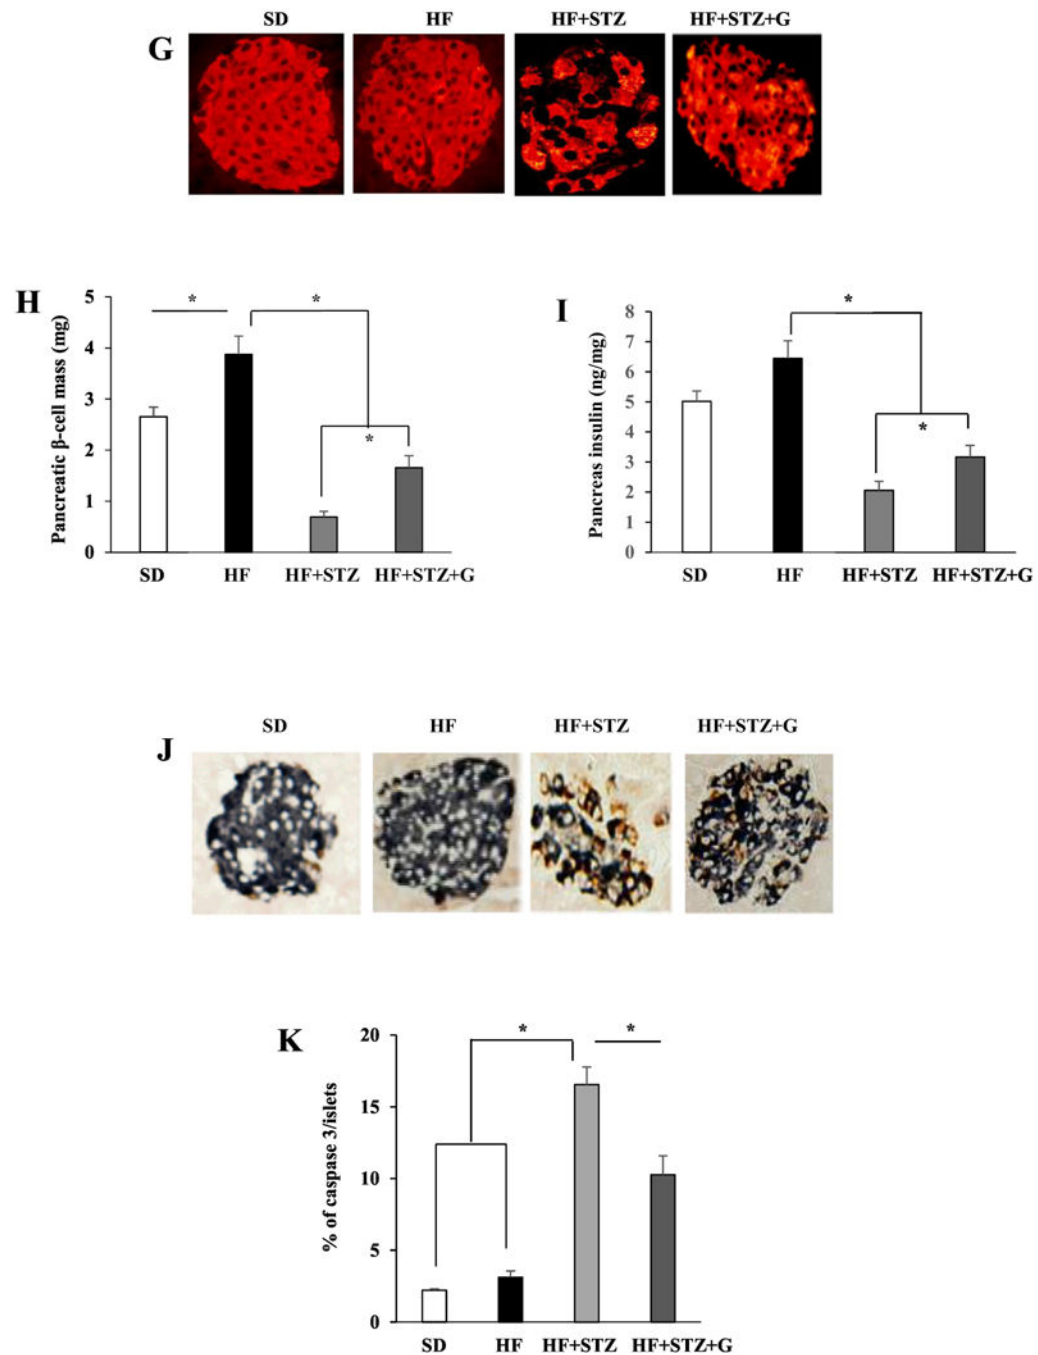 SD HF HF+STZ HF+STZ+G
G
H
Pancreatic β-cell mass (mg)
5
4
3
2
1
0
* *
*
SD HF HF+STZ HF+STZ+G
I
Pancreas insulin (ng/mg)
8
7
6
5
4
3
2
1
0
*
*
SD HF HF+STZ HF+STZ+G
SD HF HF+STZ HF+STZ+G
J
K
% of caspase 3/islets
20
15
10
5
0
* *
SD HF HF+STZ HF+STZ+G